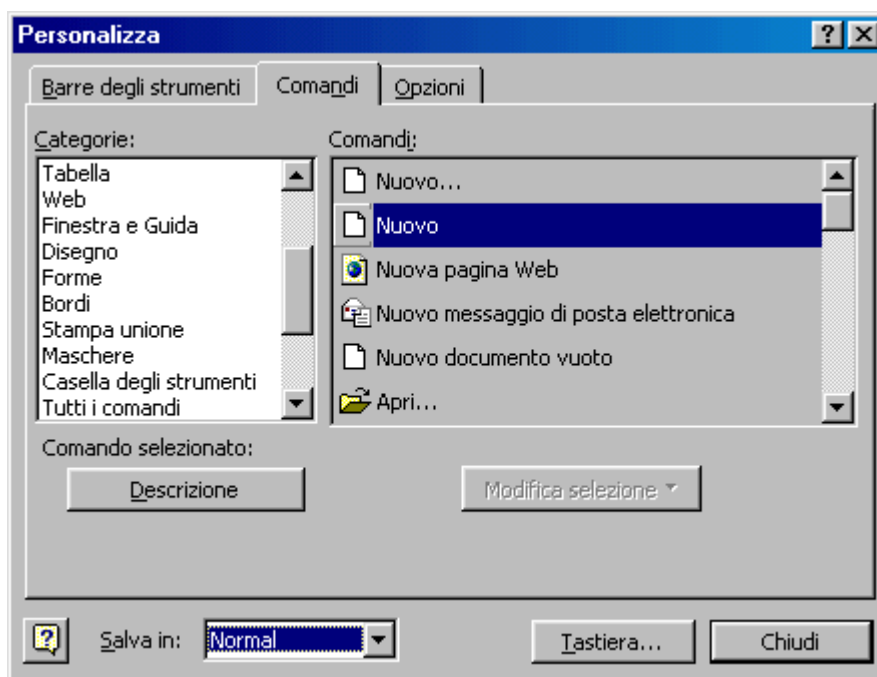 Personalizza
Barre degli strumenti
Comandi
Opzioni
Categorie:
Tabella
Web
Finestra e Guida
Disegno
Forme
Bordi
Stampa unione
Maschere
Casella degli strumenti
Tutti i comandi
Comandi:
Nuovo...
Nuovo
Nuova pagina Web
Nuovo messaggio di posta elettronica
Nuovo documento vuoto
Apri...
Comando selezionato:
Descrizione
Modifica selezione
Salva in:
Normal
Tastiera...
Chiudi